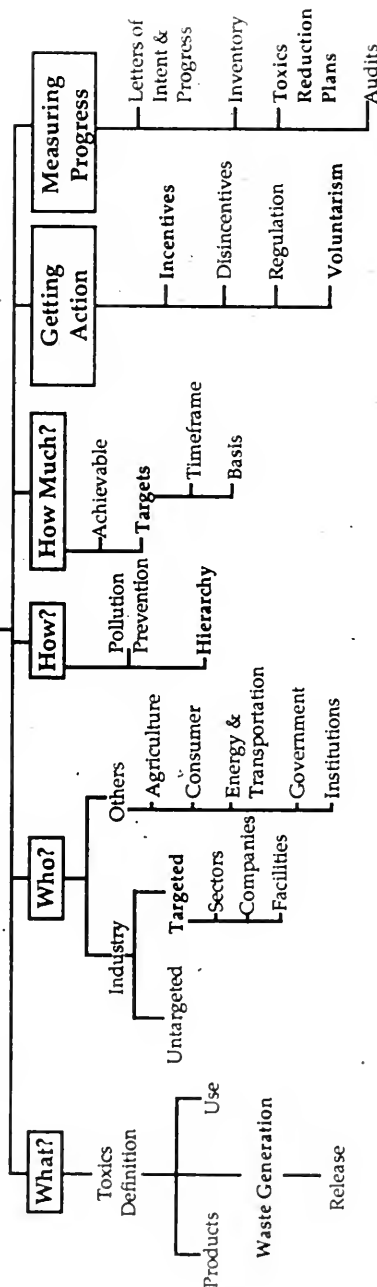 What?
Toxics
Definition
Products
Use
Waste Generation
Release
Who?
Industry
Untargeted
Targeted
Sectors
Companies
Facilities
Others
Agriculture
Consumer
Energy &
Transportation
Government
Institutions
How?
Pollution
Prevention
Hierarchy
How Much?
Achievable
Targets
Timeframe
Basis
Getting
Action
Incentives
Disincentives
Regulation
Voluntarism
Measuring
Progress
Letters of
Intent &
Progress
Inventory
Toxics
Reduction
Plans
Audits